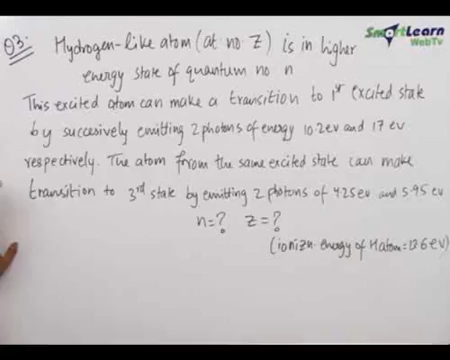 SmartLearn
WebTv
Q3:
Hydrogen-like atom (at no Z) is in higher
energy state of quantum no n
This excited atom can make a transition to 1st excited state
by succesively emitting 2 photons of energy 10.2ev and 17 ev
respectively. The atom from the same excited state can make
transition to 3rd state by emitting 2 photons of 4.25 ev and 5.95 ev
n=? z=?
(ionizn energy of H atom = 13.6 ev)